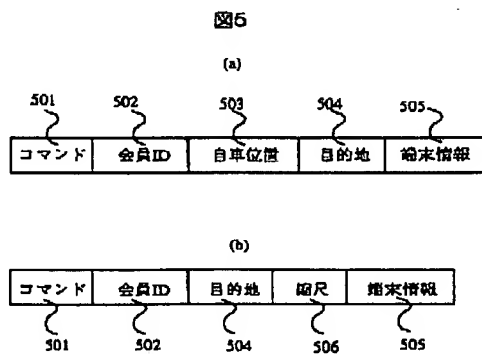 図5
(a)
501 502 503 504 505
コマンド 会員ID 自車位置 目的地 端末情報
(b)
コマンド 会員ID 目的地 縮尺 端末情報
501 502 504 506 505